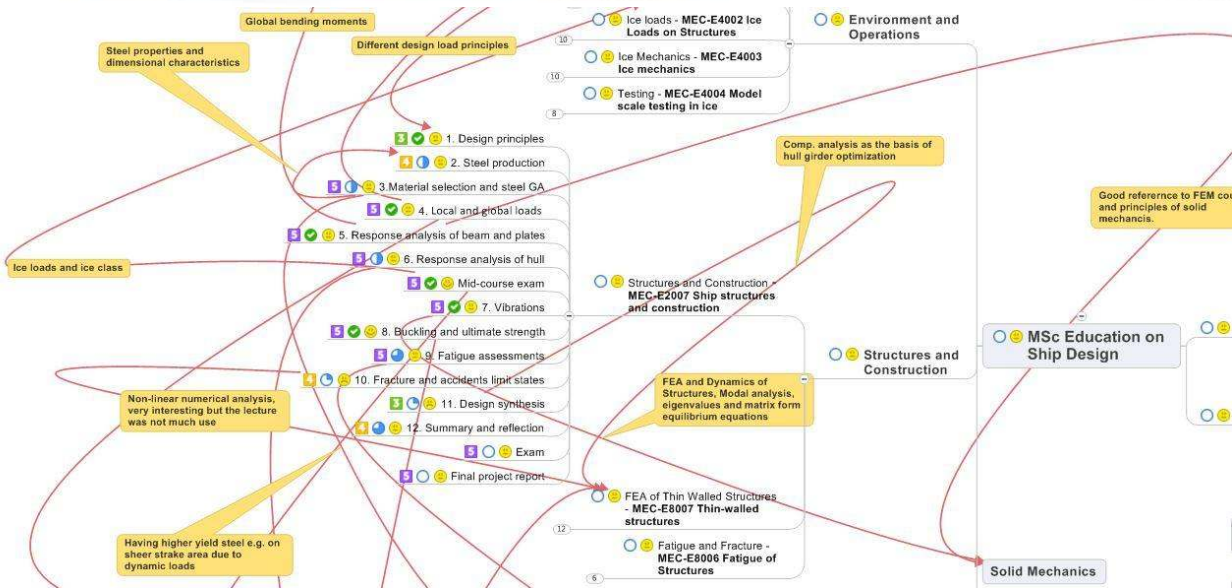 Global bending moments
Different design load principles
Steel properties and
dimensional characteristics
Ice loads - MEC-E4002 Ice
Loads on Structures
10
Ice Mechanics - MEC-E4003
Ice mechanics
10
Testing - MEC-E4004 Model
scale testing in ice
8
Environment and
Operations
3 1. Design principles
4 2. Steel production
5 3.Material selection and steel GA
5 4. Local and global loads
5 5. Response analysis of beam and plates
5 6. Response analysis of hull
5 Mid-course exam
5 7. Vibrations
5 8. Buckling and ultimate strength
5 9. Fatigue assessments
4 10. Fracture and accidents limit states
3 11. Design synthesis
4 12. Summary and reflection
5 Exam
5 Final project report
Ice loads and ice class
Non-linear numerical analysis,
very interesting but the lecture
was not much use
Having higher yield steel e.g. on
sheer strake area due to
dynamic loads
Comp. analysis as the basis of
hull girder optimization
Structures and Construction -
MEC-E2007 Ship structures
and construction
FEA and Dynamics of
Structures, Modal analysis,
eigenvalues and matrix form
equilibrium equations
FEA of Thin Walled Structures
- MEC-E8007 Thin-walled
structures
12
Fatigue and Fracture -
MEC-E8006 Fatigue of
Structures
6
Structures and
Construction
MSc Education on
Ship Design
Good referernce to FEM cou
and principles of solid
mechancis.
Solid Mechanics